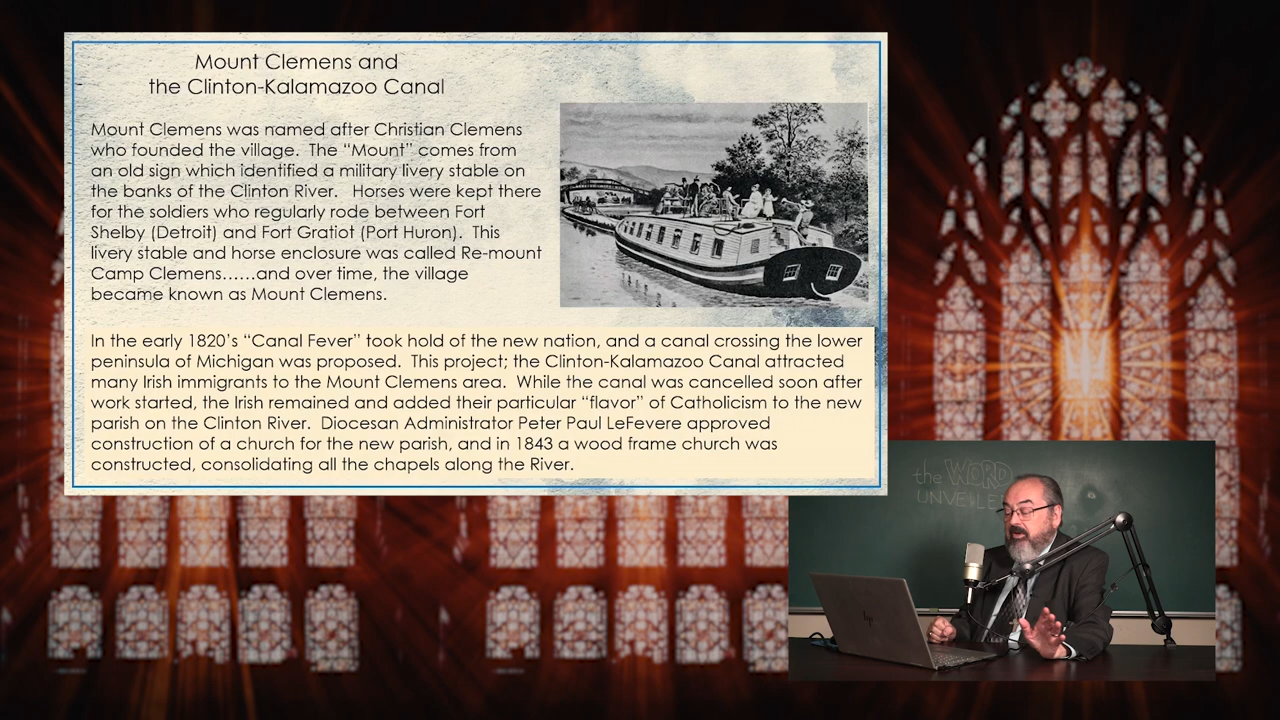 Mount Clemens and
the Clinton-Kalamazoo Canal
Mount Clemens was named after Christian Clemens
who founded the village. The “Mount” comes from
an old sign which identified a military livery stable on
the banks of the Clinton River. Horses were kept there
for the soldiers who regularly rode between Fort
Shelby (Detroit) and Fort Gratiot (Port Huron). This
livery stable and horse enclosure was called Re-mount
Camp Clemens……and over time, the village
became known as Mount Clemens.
In the early 1820’s “Canal Fever” took hold of the new nation, and a canal crossing the lower
peninsula of Michigan was proposed. This project; the Clinton-Kalamazoo Canal attracted
many Irish immigrants to the Mount Clemens area. While the canal was cancelled soon after
work started, the Irish remained and added their particular “flavor” of Catholicism to the new
parish on the Clinton River. Diocesan Administrator Peter Paul LeFevere approved
construction of a church for the new parish, and in 1843 a wood frame church was
constructed, consolidating all the chapels along the River.
the WORD
UNVEILE
hp